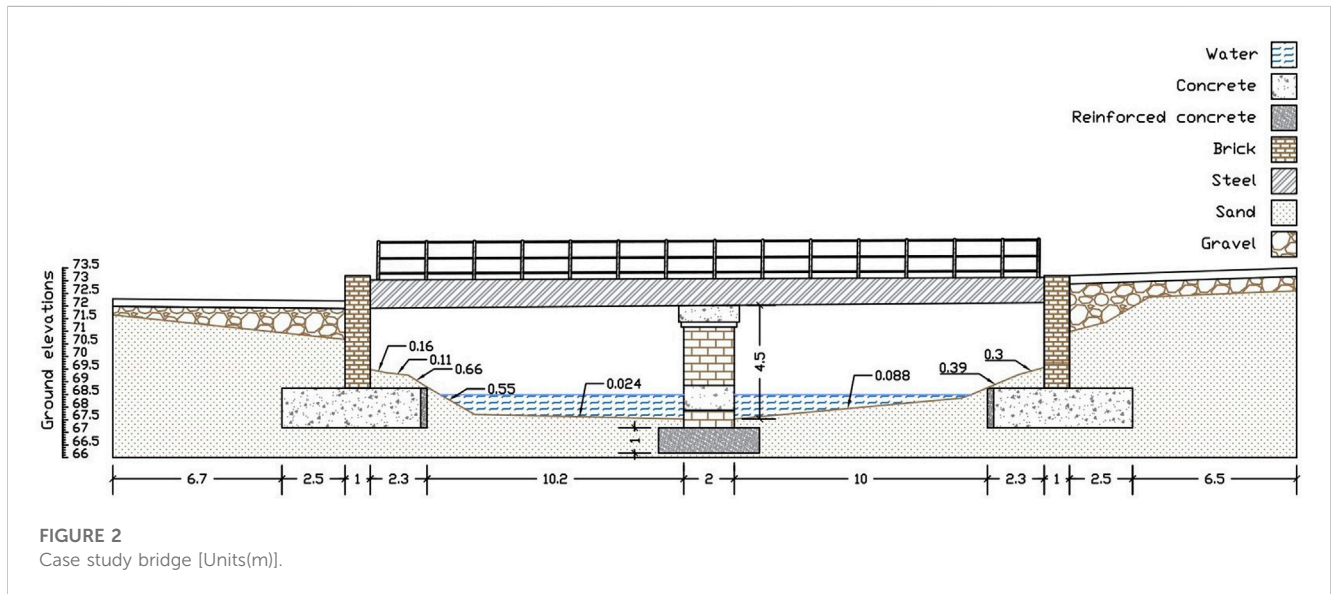 Water
Concrete
Reinforced concrete
Brick
Steel
Sand
Gravel
Ground elevations
73.5
73
72.5
72
71.5
71
70.5
70
69.5
69
68.5
68
67.5
67
66.5
66
0.16
0.11
0.66
0.55
0.024
4.5
0.088
0.39
0.3
1
6.7 2.5 1 2.3 10.2 2 10 2.3 1 2.5 6.5
FIGURE 2
Case study bridge [Units(m)].